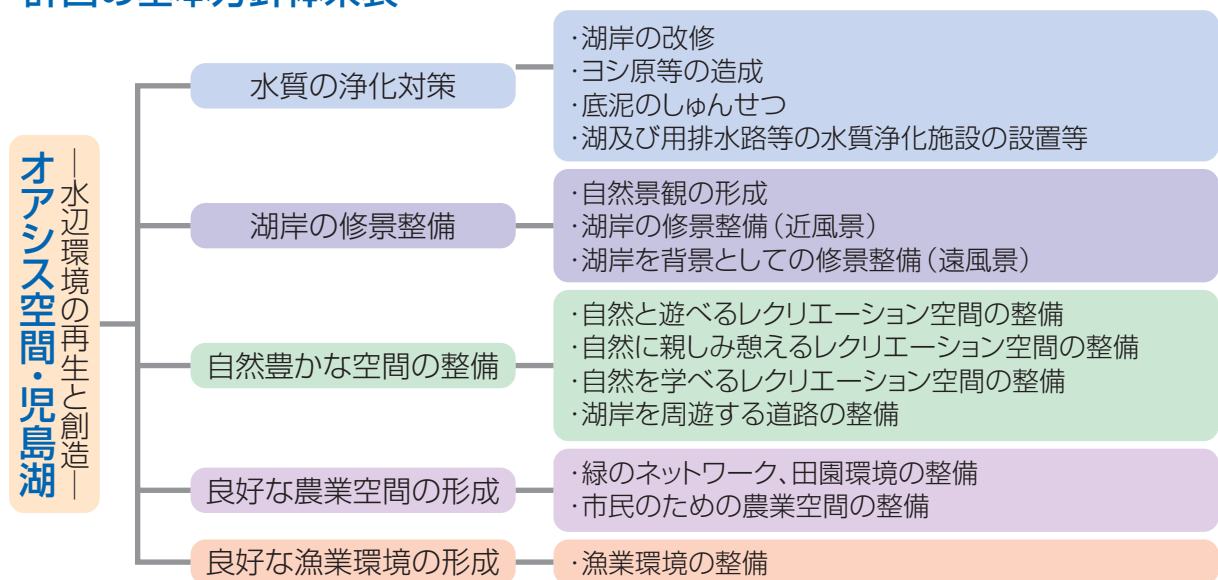 計画の基本方針体系表
オアシス空間・児島湖
―水辺環境の再生と創造―
水質の浄化対策
・湖岸の改修
・ヨシ原等の造成
・底泥のしゅんせつ
・湖及び用排水路等の水質浄化施設の設置等
湖岸の修景整備
・自然景観の形成
・湖岸の修景整備(近風景)
・湖岸を背景としての修景整備(遠風景)
自然豊かな空間の整備
・自然と遊べるレクリエーション空間の整備
・自然に親しみ憩えるレクリエーション空間の整備
・自然を学べるレクリエーション空間の整備
・湖岸を周遊する道路の整備
良好な農業空間の形成
・緑のネットワーク、田園環境の整備
・市民のための農業空間の整備
良好な漁業環境の形成
・漁業環境の整備